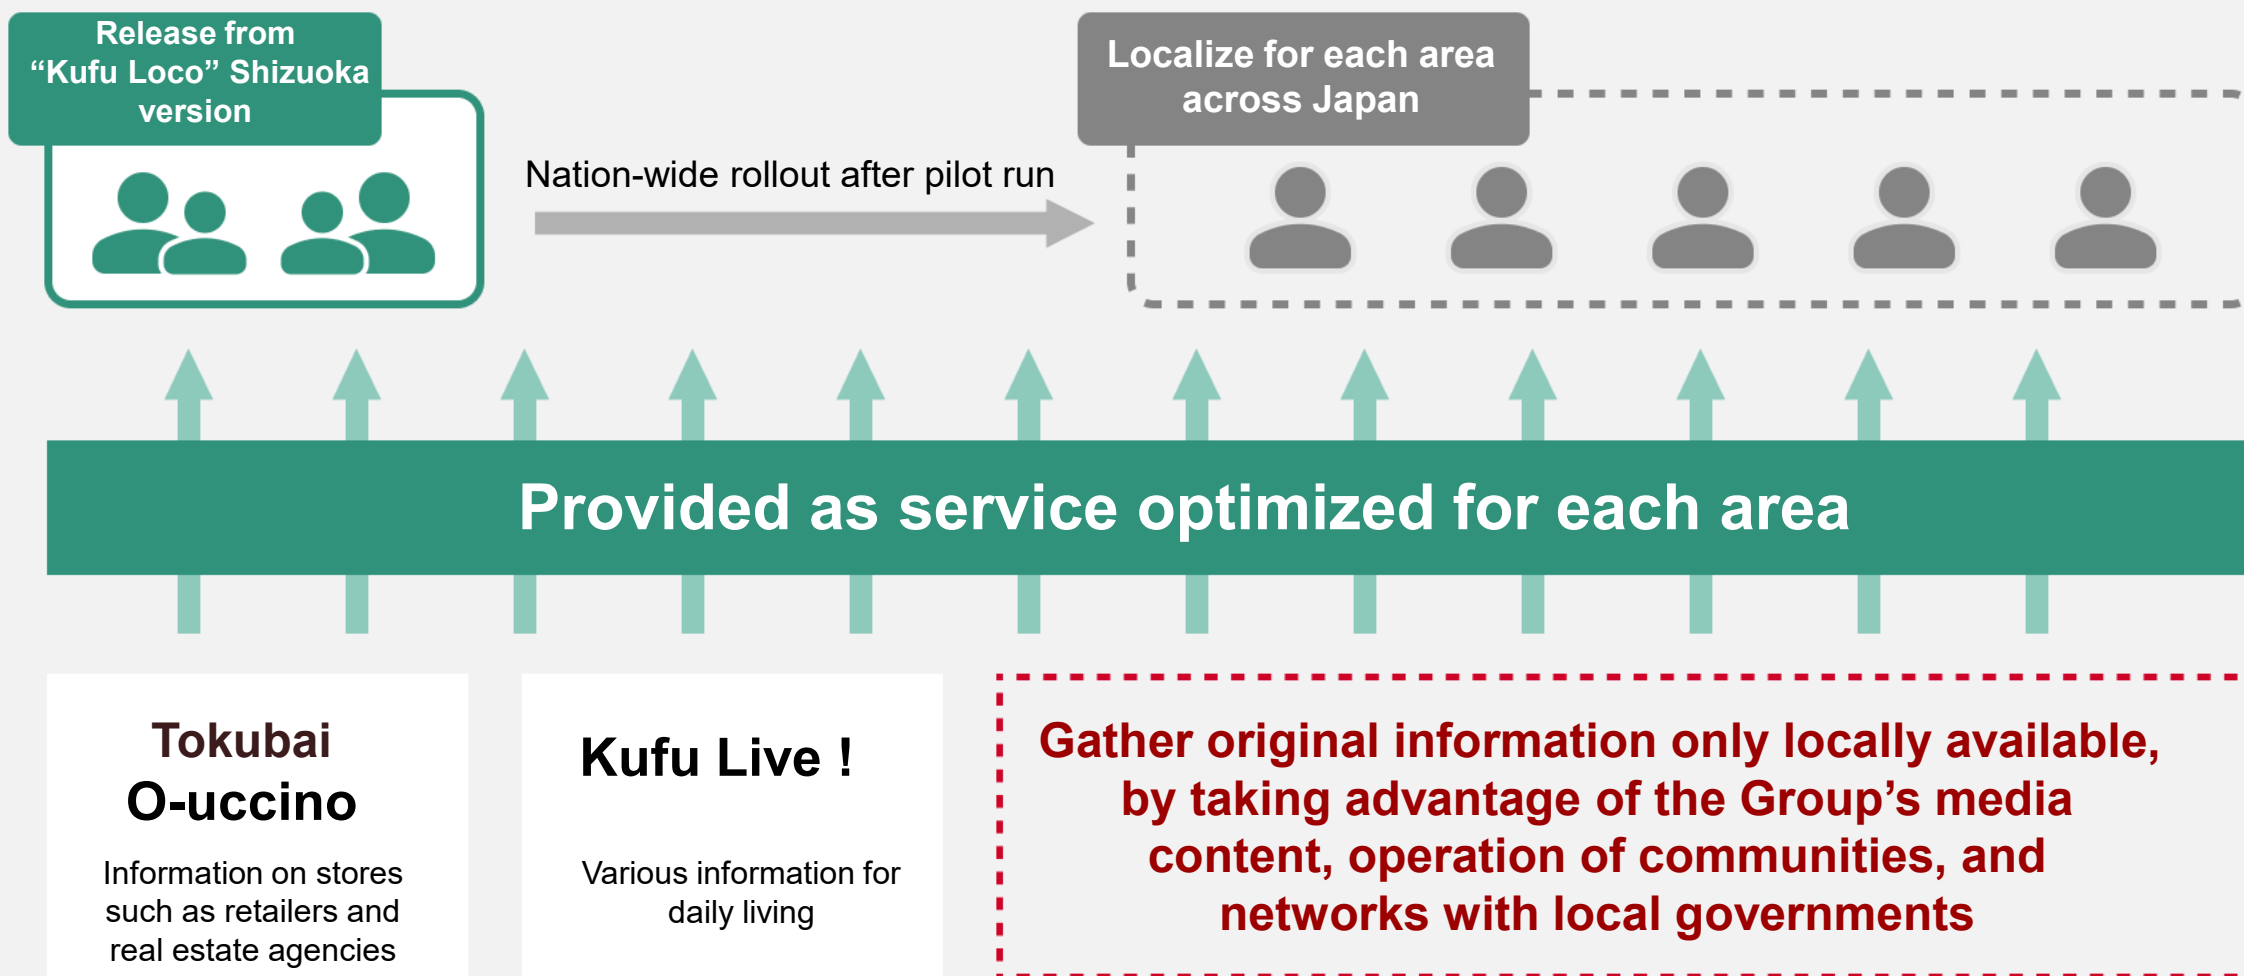 Release from
“Kufu Loco” Shizuoka
version
Localize for each area
across Japan
Nation-wide rollout after pilot run
Provided as service optimized for each area
Tokubai
O-uccino
Information on stores
such as retailers and
real estate agencies
Kufu Live !
Various information for
daily living
Gather original information only locally available,
by taking advantage of the Group’s media
content, operation of communities, and
networks with local governments